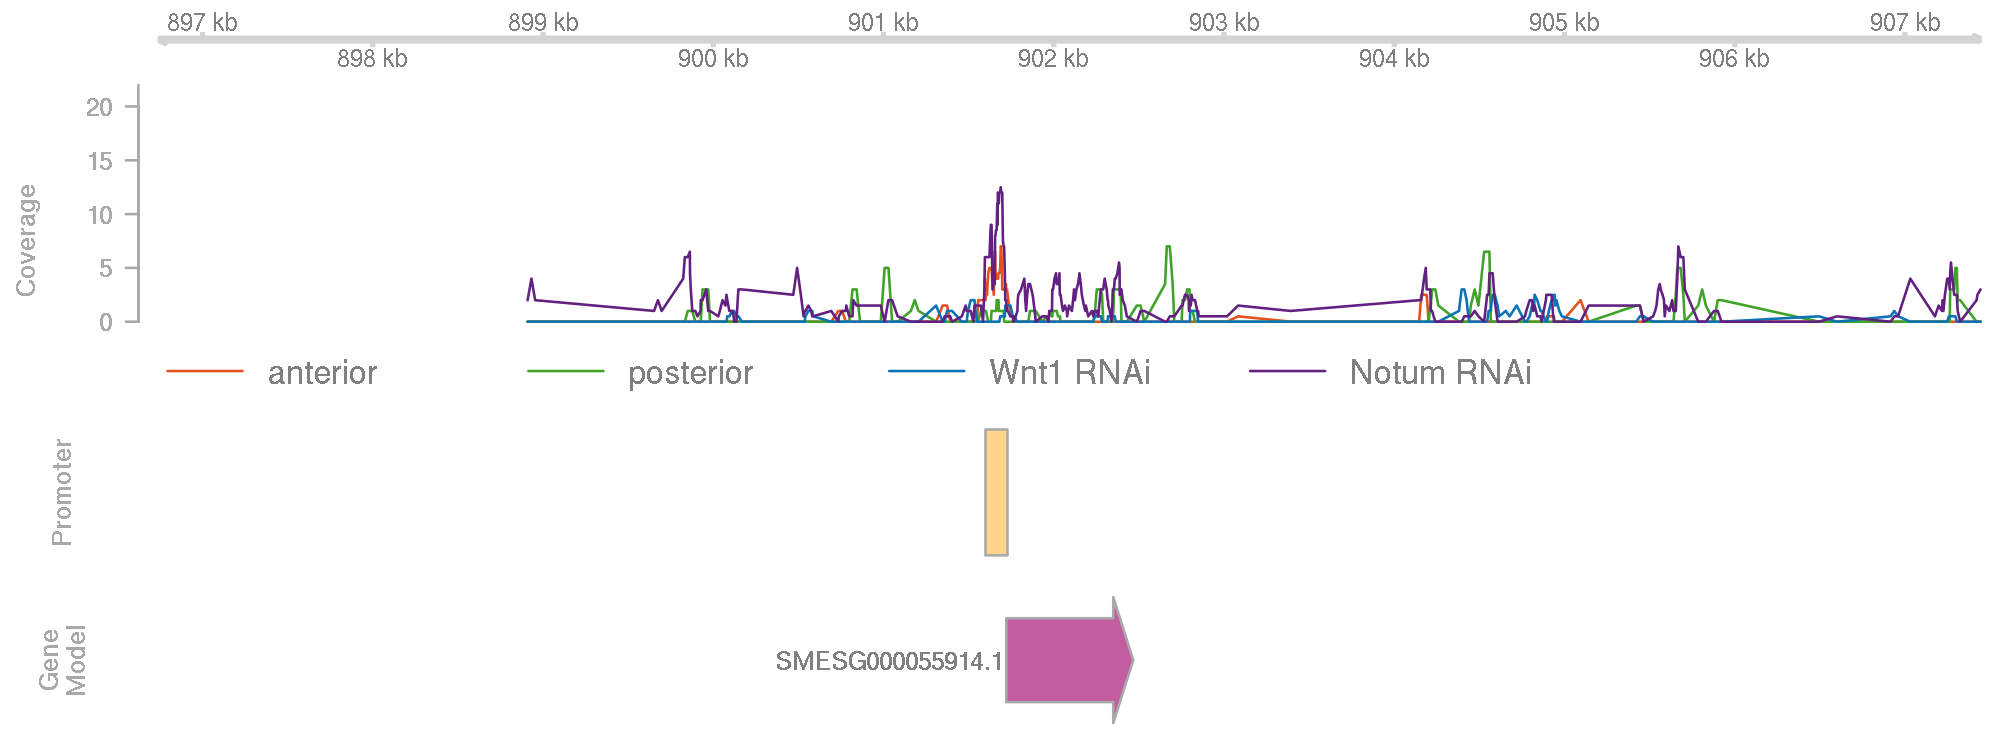 897 kb 899 kb 901 kb 903 kb 905 kb 907 kb
898 kb 900 kb 902 kb 904 kb 906 kb
Coverage
20
15
10
5
0
anterior posterior Wnt1 RNAi Notum RNAi
Promoter
Gene
Model
SMESG000055914.1